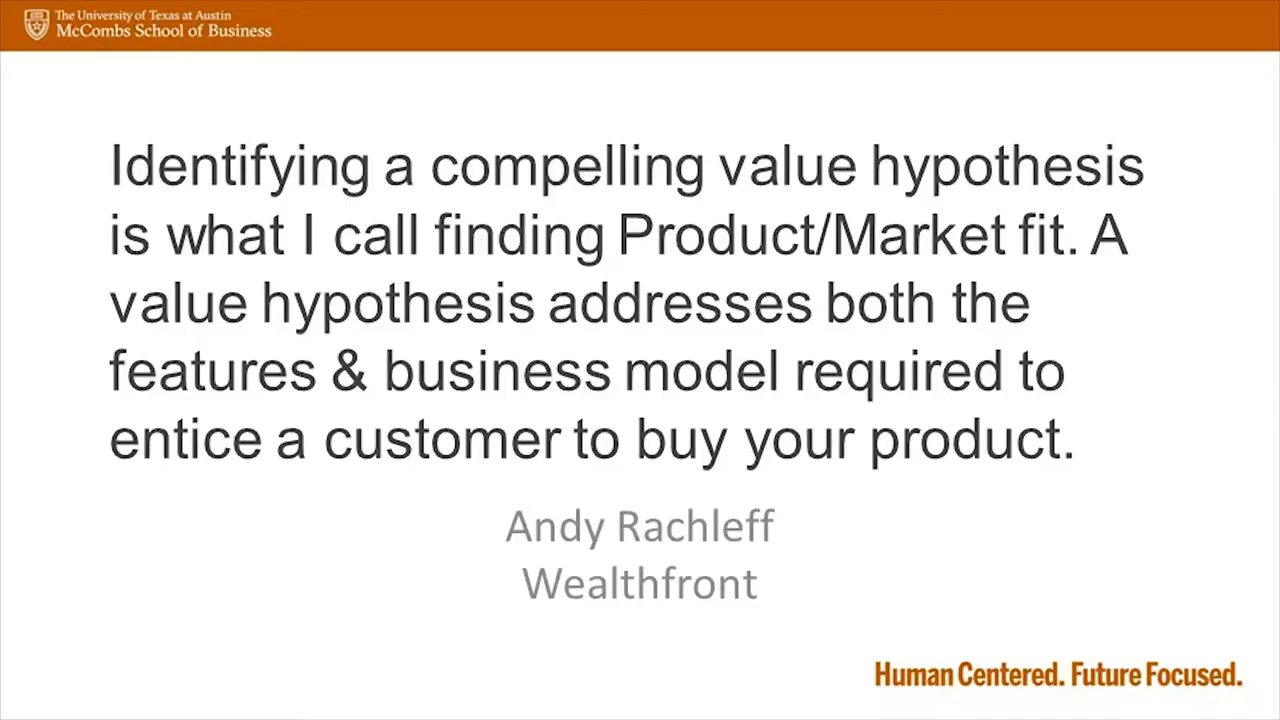 The University of Texas at Austin
McCombs School of Business
Identifying a compelling value hypothesis
is what I call finding Product/Market fit. A
value hypothesis addresses both the
features & business model required to
entice a customer to buy your product.
Andy Rachleff
Wealthfront
Human Centered. Future Focused.